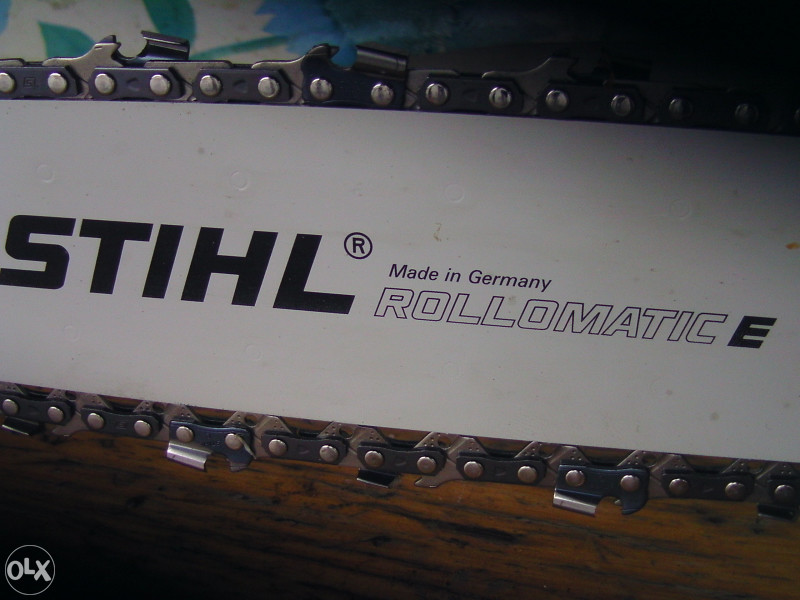 STIHL®
Made in Germany
ROLLOMATIC E
OLX